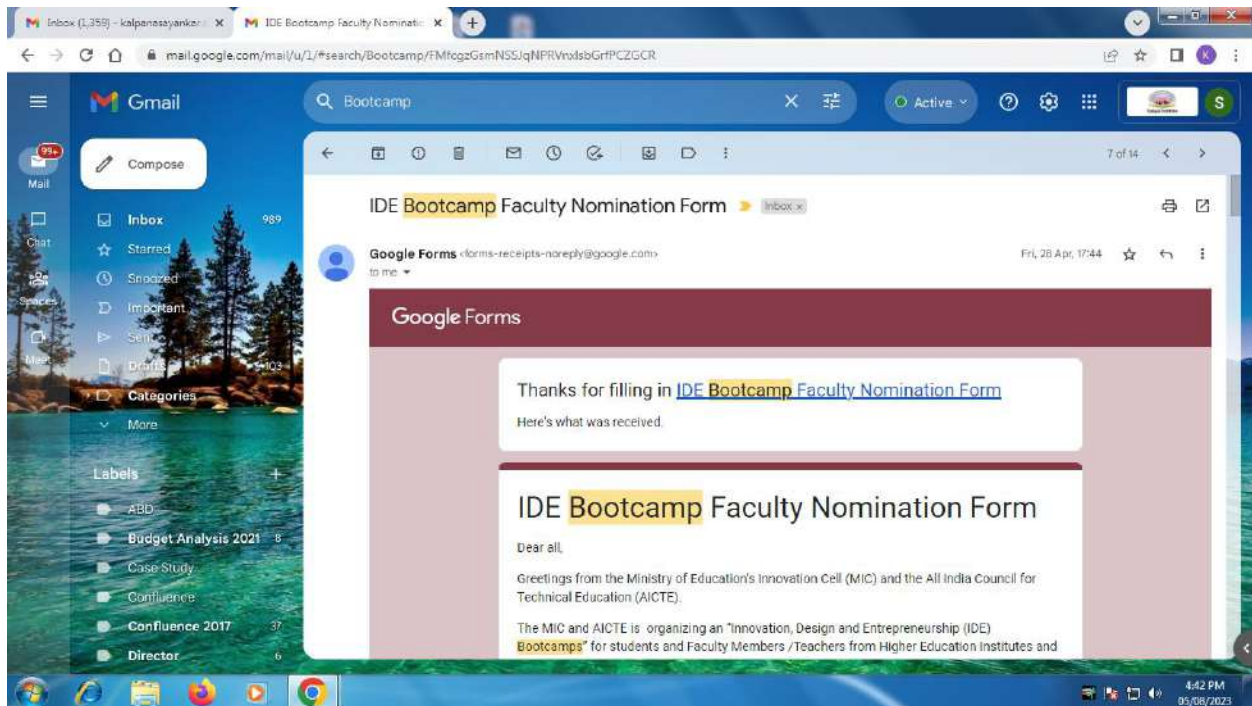 Inbox (1,359) - kalpanasayankar
IDE Bootcamp Faculty Nominatic
mail.google.com/mail/u/1/#search/Bootcamp/FMfcgzGsmNSSJqNPRVnxlsbGrfPCZGCR
K
Gmail
Bootcamp
Active
S
99+
Mail
Compose
7 of 14
Chat
Spaces
Meet
Inbox 989
Starred
Snoozed
Important
Sent
Drafts 103
Categories
More
Labels
ABD
Budget Analysis 2021 8
Case Study
Confluence
Confluence 2017 37
Director 6
IDE Bootcamp Faculty Nomination Form
Inbox x
Google Forms <forms-receipts-noreply@google.com>
Fri, 28 Apr, 17:44
to me
Google Forms
Thanks for filling in IDE Bootcamp Faculty Nomination Form
Here's what was received.
IDE Bootcamp Faculty Nomination Form
Dear all,
Greetings from the Ministry of Education's Innovation Cell (MIC) and the All India Council for
Technical Education (AICTE).
The MIC and AICTE is organizing an "Innovation, Design and Entrepreneurship (IDE)
Bootcamps" for students and Faculty Members /Teachers from Higher Education Institutes and
4:42 PM
05/08/2023